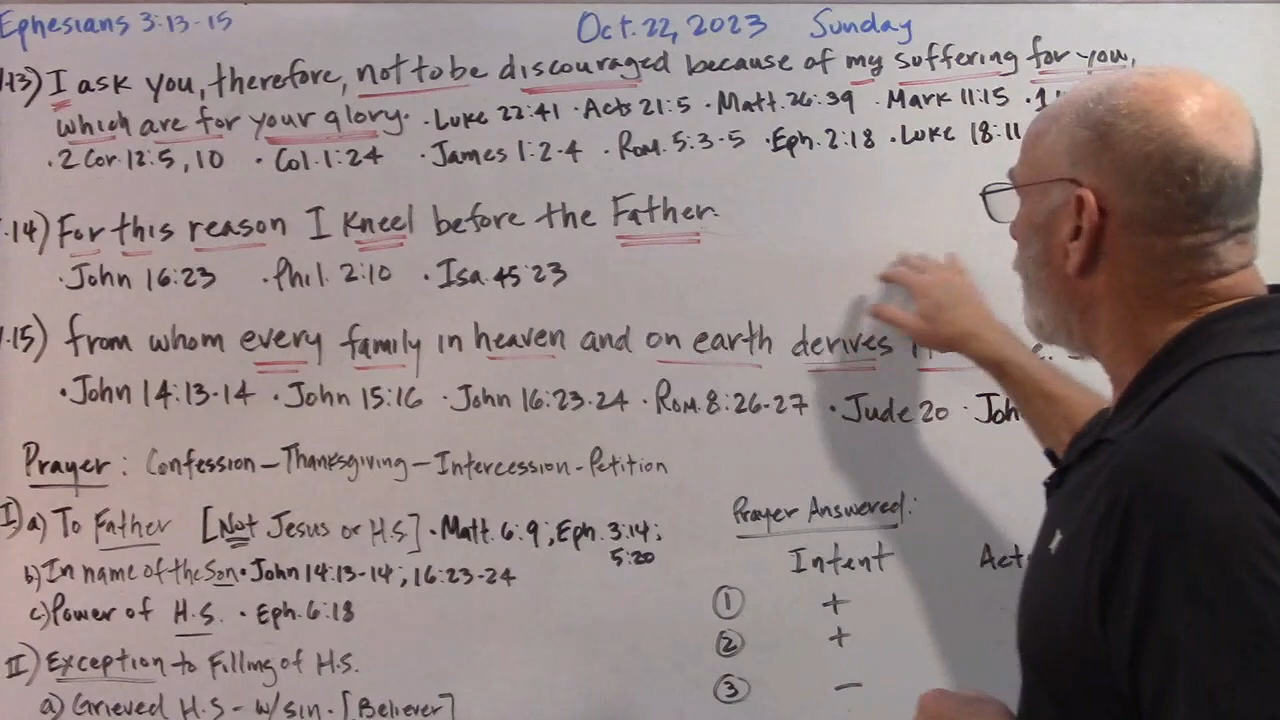 Ephesians 3:13-15
Oct. 22, 2023 Sunday
.13) I ask you, therefore, not to be discouraged because of my suffering for you,
which are for your glory. · Luke 22:41 · Acts 21:5 · Matt. 26:39 · Mark 11:15 · 1
· 2 Cor. 12:5, 10 · Col. 1:24 · James 1:2-4 · Rom. 5:3-5 · Eph. 2:18 · Luke 18:11
.14) For this reason I kneel before the Father.
· John 16:23 · Phil. 2:10 · Isa. 45:23
.15) from whom every family in heaven and on earth derives
· John 14:13-14 · John 15:16 · John 16:23-24 · Rom. 8:26-27 · Jude 20 · Joh
Prayer: Confession - Thanksgiving - Intercession - Petition
I) a) To Father [Not Jesus or H.S.] · Matt. 6:9; Eph. 3:14;
5:20
b) In name of the Son · John 14:13-14; 16:23-24
c) Power of H.S. · Eph. 6:18
II) Exception to Filling of H.S.
a) Grieved H.S - w/sin - [Believer]
Prayer Answered:
Intent Act
① +
② +
③ -